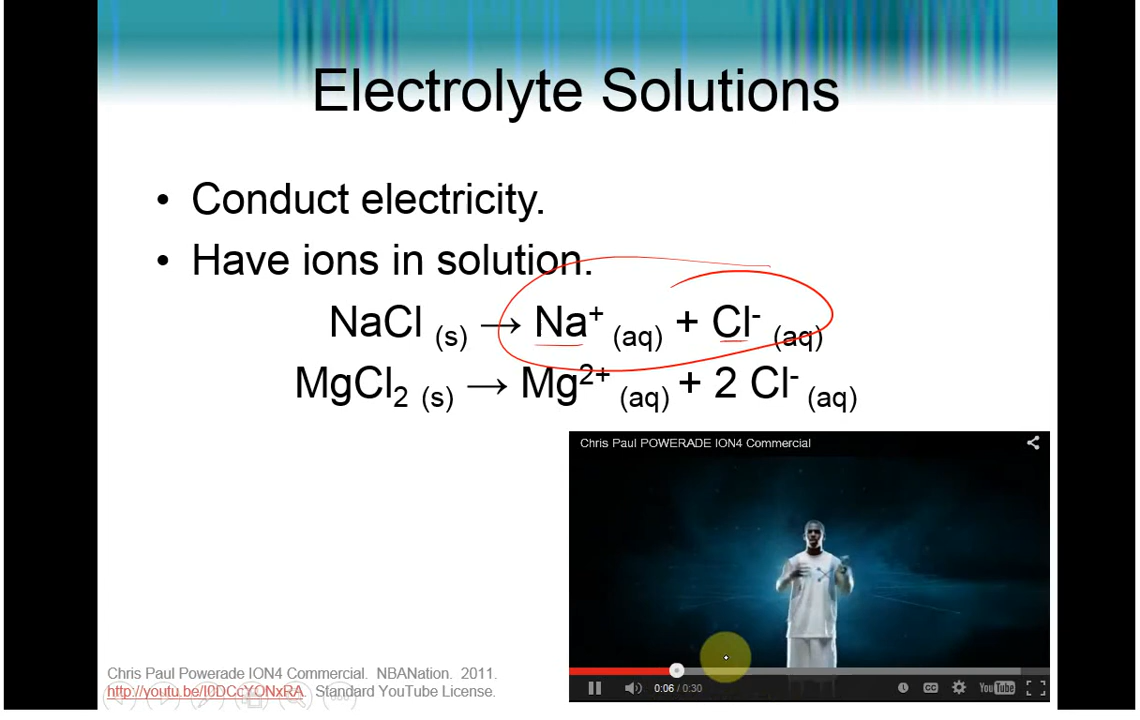 Electrolyte Solutions
• Conduct electricity.
• Have ions in solution.
NaCl (s) → Na⁺ (aq) + Cl⁻ (aq)
MgCl₂ (s) → Mg²⁺ (aq) + 2 Cl⁻ (aq)
Chris Paul POWERADE ION4 Commercial
0:06 / 0:30 CC YouTube
Chris Paul Powerade ION4 Commercial. NBANation. 2011.
http://youtu.be/I0DCcYONxRA. Standard YouTube License.